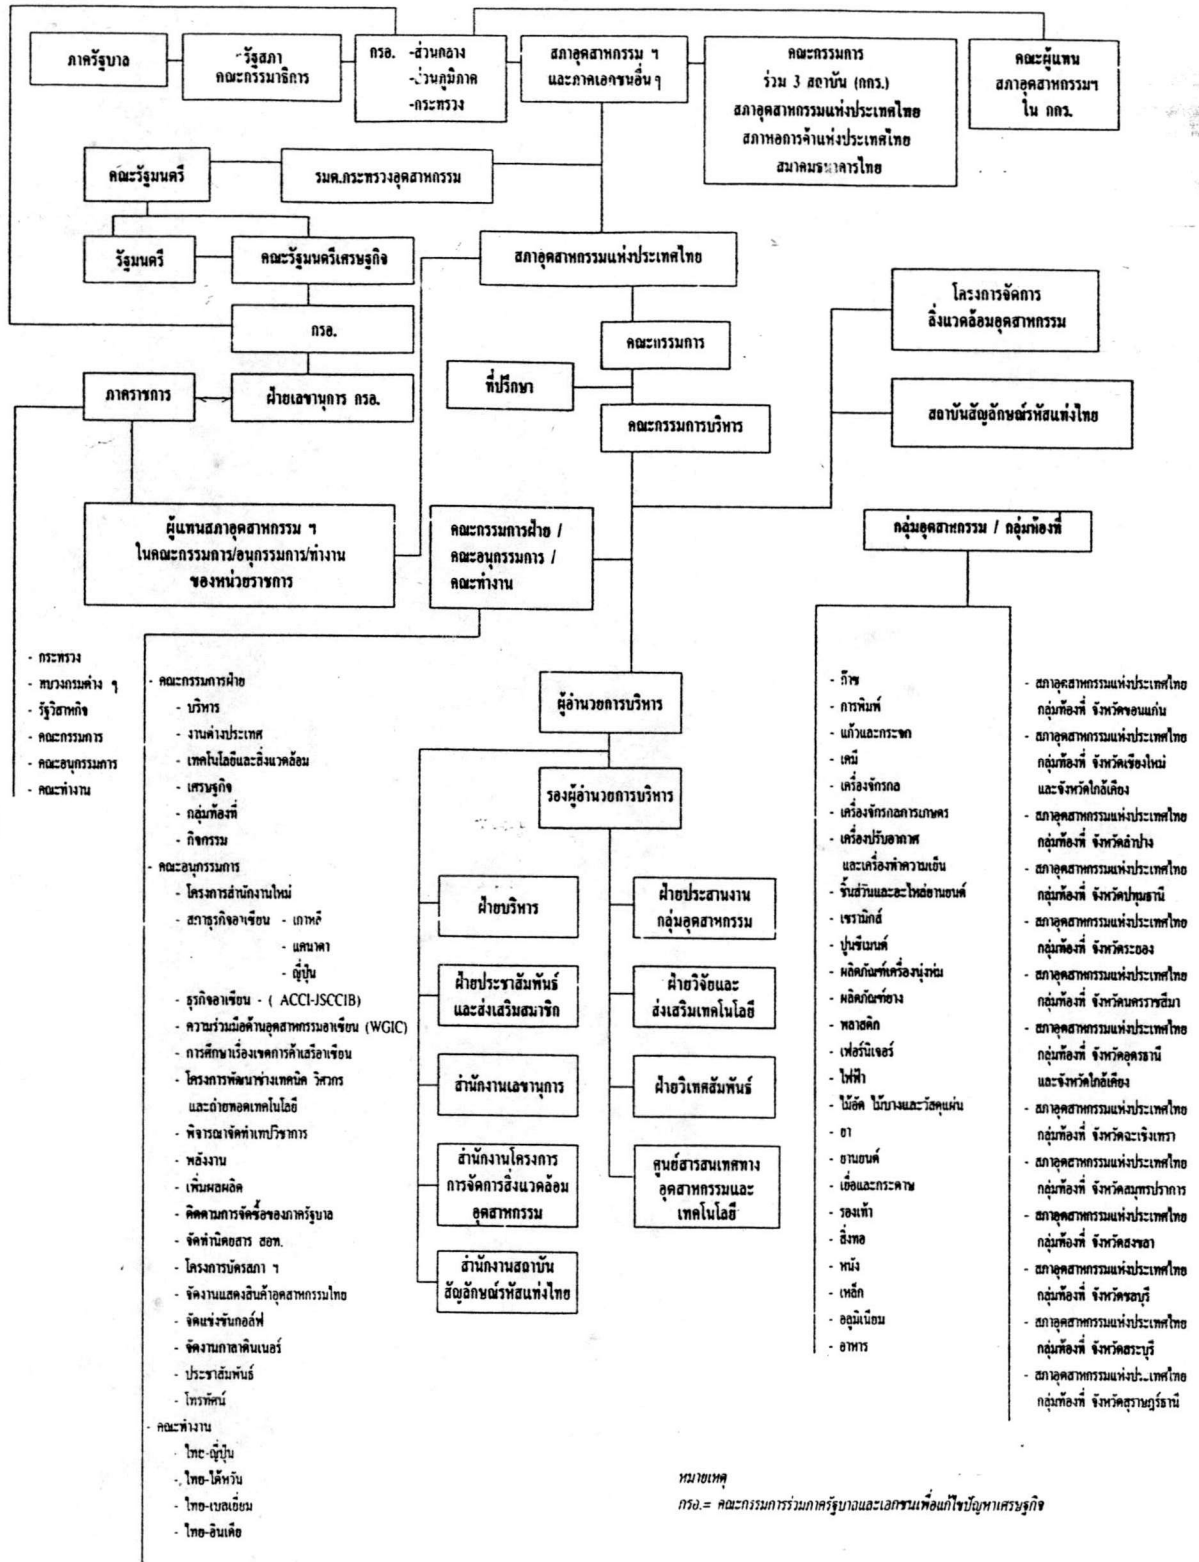 ภาครัฐบาล
รัฐสภา
คณะกรรมาธิการ
กรอ. -ส่วนกลาง
-ส่วนภูมิภาค
-กระทรวง
สภาอุตสาหกรรม ฯ
และภาคเอกชนอื่น ๆ
คณะกรรมการ
ร่วม 3 สถาบัน (กกร.)
สภาอุตสาหกรรมแห่งประเทศไทย
สภาหอการค้าแห่งประเทศไทย
สมาคมธนาคารไทย
คณะผู้แทน
สภาอุตสาหกรรมฯ
ใน กกร.
คณะรัฐมนตรี
รมต.กระทรวงอุตสาหกรรม
รัฐมนตรี
คณะรัฐมนตรีเศรษฐกิจ
สภาอุตสาหกรรมแห่งประเทศไทย
โครงการจัดการ
สิ่งแวดล้อมอุตสาหกรรม
กรอ.
คณะกรรมการ
ที่ปรึกษา
ภาคราชการ
ฝ่ายเลขานุการ กรอ.
คณะกรรมการบริหาร
สถาบันสัญลักษณ์รหัสแท่งไทย
ผู้แทนสภาอุตสาหกรรม ฯ
ในคณะกรรมการ/อนุกรรมการ/ทำงาน
ของหน่วยราชการ
คณะกรรมการฝ่าย /
คณะอนุกรรมการ /
คณะทำงาน
กลุ่มอุตสาหกรรม / กลุ่มท้องที่
- กระทรวง
- ทบวงกรมต่าง ๆ
- รัฐวิสาหกิจ
- คณะกรรมการ
- คณะอนุกรรมการ
- คณะทำงาน
- คณะกรรมการฝ่าย
- บริหาร
- งานต่างประเทศ
- เทคโนโลยีและสิ่งแวดล้อม
- เศรษฐกิจ
- กลุ่มท้องที่
- กิจกรรม
- คณะอนุกรรมการ
- โครงการสำนักงานใหม่
- สภาธุรกิจอาเซียน - เกาหลี
- แคนาดา
- ญี่ปุ่น
- ธุรกิจอาเซียน - ( ACCI-JSCCIB)
- ความร่วมมือด้านอุตสาหกรรมอาเซียน (WGIC)
- การศึกษาเรื่องเขตการค้าเสรีอาเซียน
- โครงการพัฒนาช่างเทคนิค วิศวกร
และถ่ายทอดเทคโนโลยี
- พิจารณาจัดทำเทปวิชาการ
- พลังงาน
- เพิ่มผลผลิต
- ติดตามการจัดซื้อของภาครัฐบาล
- จัดทำนิตยสาร สอท.
- โครงการบัตรสภา ฯ
- จัดงานแสดงสินค้าอุตสาหกรรมไทย
- จัดแข่งขันกอล์ฟ
- จัดงานกาลาดินเนอร์
- ประชาสัมพันธ์
- โทรทัศน์
- คณะทำงาน
- ไทย-ญี่ปุ่น
- ไทย-ไต้หวัน
- ไทย-เบลเยี่ยม
- ไทย-อินเดีย
ผู้อำนวยการบริหาร
รองผู้อำนวยการบริหาร
ฝ่ายบริหาร
ฝ่ายประสานงาน
กลุ่มอุตสาหกรรม
ฝ่ายประชาสัมพันธ์
และส่งเสริมสมาชิก
ฝ่ายวิจัยและ
ส่งเสริมเทคโนโลยี
สำนักงานเลขานุการ
ฝ่ายวิเทศสัมพันธ์
สำนักงานโครงการ
การจัดการสิ่งแวดล้อม
อุตสาหกรรม
ศูนย์สารสนเทศทาง
อุตสาหกรรมและ
เทคโนโลยี
สำนักงานสถาบัน
สัญลักษณ์รหัสแท่งไทย
- ก๊าซ
- การพิมพ์
- แก้วและกระจก
- เคมี
- เครื่องจักรกล
- เครื่องจักรกลการเกษตร
- เครื่องปรับอากาศ
และเครื่องทำความเย็น
- ชิ้นส่วนและอะไหล่ยานยนต์
- เซรามิกส์
- ปูนซีเมนต์
- ผลิตภัณฑ์เครื่องนุ่งห่ม
- ผลิตภัณฑ์ยาง
- พลาสติก
- เฟอร์นิเจอร์
- ไฟฟ้า
- ไม้อัด ไม้บางและวัสดุแผ่น
- ยา
- ยานยนต์
- เยื่อและกระดาษ
- รองเท้า
- สิ่งทอ
- หนัง
- เหล็ก
- อลูมิเนียม
- อาหาร
- สภาอุตสาหกรรมแห่งประเทศไทย
กลุ่มท้องที่ จังหวัดขอนแก่น
- สภาอุตสาหกรรมแห่งประเทศไทย
กลุ่มท้องที่ จังหวัดเชียงใหม่
และจังหวัดใกล้เคียง
- สภาอุตสาหกรรมแห่งประเทศไทย
กลุ่มท้องที่ จังหวัดลำปาง
- สภาอุตสาหกรรมแห่งประเทศไทย
กลุ่มท้องที่ จังหวัดปทุมธานี
- สภาอุตสาหกรรมแห่งประเทศไทย
กลุ่มท้องที่ จังหวัดระยอง
- สภาอุตสาหกรรมแห่งประเทศไทย
กลุ่มท้องที่ จังหวัดนครราชสีมา
- สภาอุตสาหกรรมแห่งประเทศไทย
กลุ่มท้องที่ จังหวัดอุดรธานี
และจังหวัดใกล้เคียง
- สภาอุตสาหกรรมแห่งประเทศไทย
กลุ่มท้องที่ จังหวัดฉะเชิงเทรา
- สภาอุตสาหกรรมแห่งประเทศไทย
กลุ่มท้องที่ จังหวัดสมุทรปราการ
- สภาอุตสาหกรรมแห่งประเทศไทย
กลุ่มท้องที่ จังหวัดสงขลา
- สภาอุตสาหกรรมแห่งประเทศไทย
กลุ่มท้องที่ จังหวัดชลบุรี
- สภาอุตสาหกรรมแห่งประเทศไทย
กลุ่มท้องที่ จังหวัดสระบุรี
- สภาอุตสาหกรรมแห่งประเทศไทย
กลุ่มท้องที่ จังหวัดสุราษฎร์ธานี
หมายเหตุ
กรอ.= คณะกรรมการร่วมภาครัฐบาลและเอกชนเพื่อแก้ไขปัญหาเศรษฐกิจ